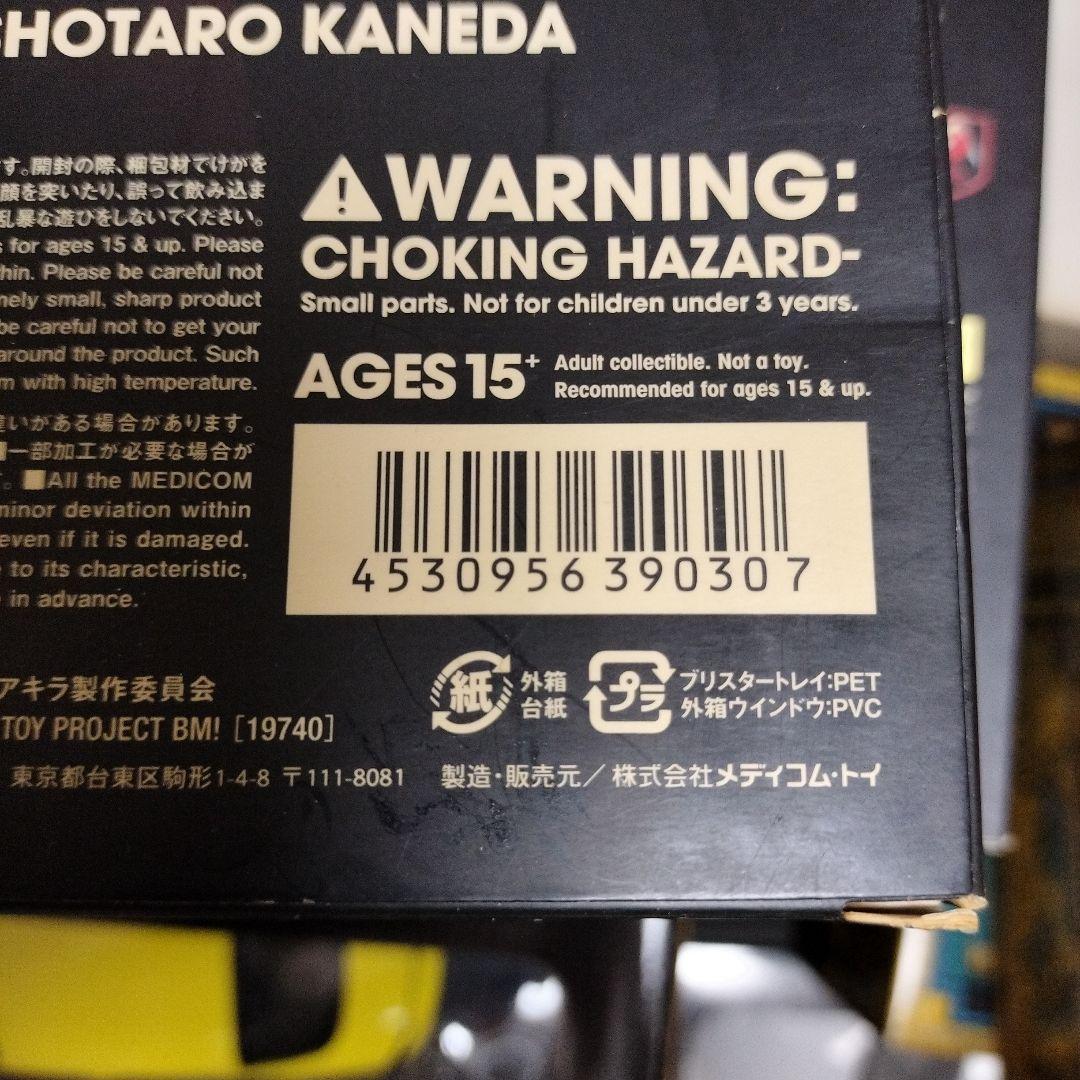 SHOTARO KANEDA
す。開封の際、梱包材でけがを
顔を突いたり、誤って飲み込ま
乱暴な遊びをしないでください。
s for ages 15 & up. Please
hin. Please be careful not
mely small, sharp product
be careful not to get your
around the product. Such
m with high temperature.
違いがある場合があります。
■一部加工が必要な場合が
。■All the MEDICOM
minor deviation within
even if it is damaged.
e to its characteristic,
e in advance.
⚠WARNING:
CHOKING HAZARD-
Small parts. Not for children under 3 years.
AGES 15+
Adult collectible. Not a toy.
Recommended for ages 15 & up.
4530956390307
アキラ製作委員会
TOY PROJECT BM! [19740]
紙
外箱
台紙
プラ
ブリスタートレイ:PET
外箱ウインドウ:PVC
東京都台東区駒形1-4-8 〒111-8081
製造・販売元/株式会社メディコム・トイ